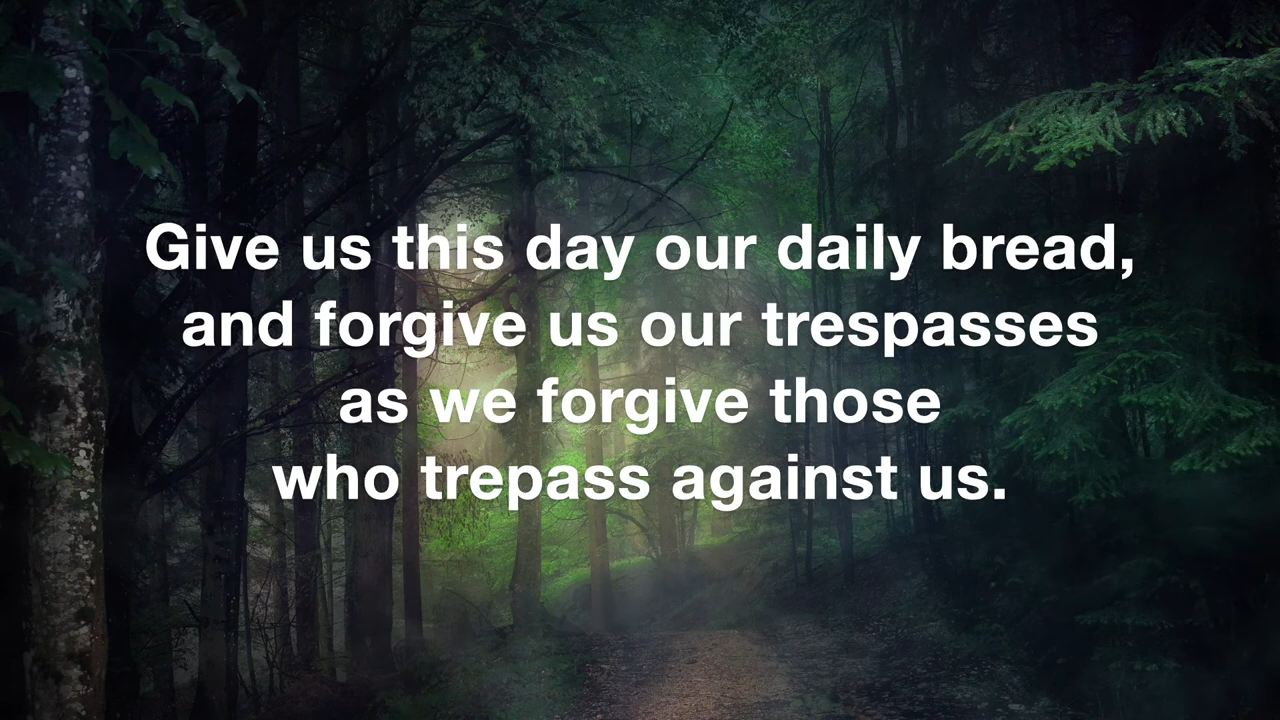 Give us this day our daily bread,
and forgive us our trespasses
as we forgive those
who trepass against us.